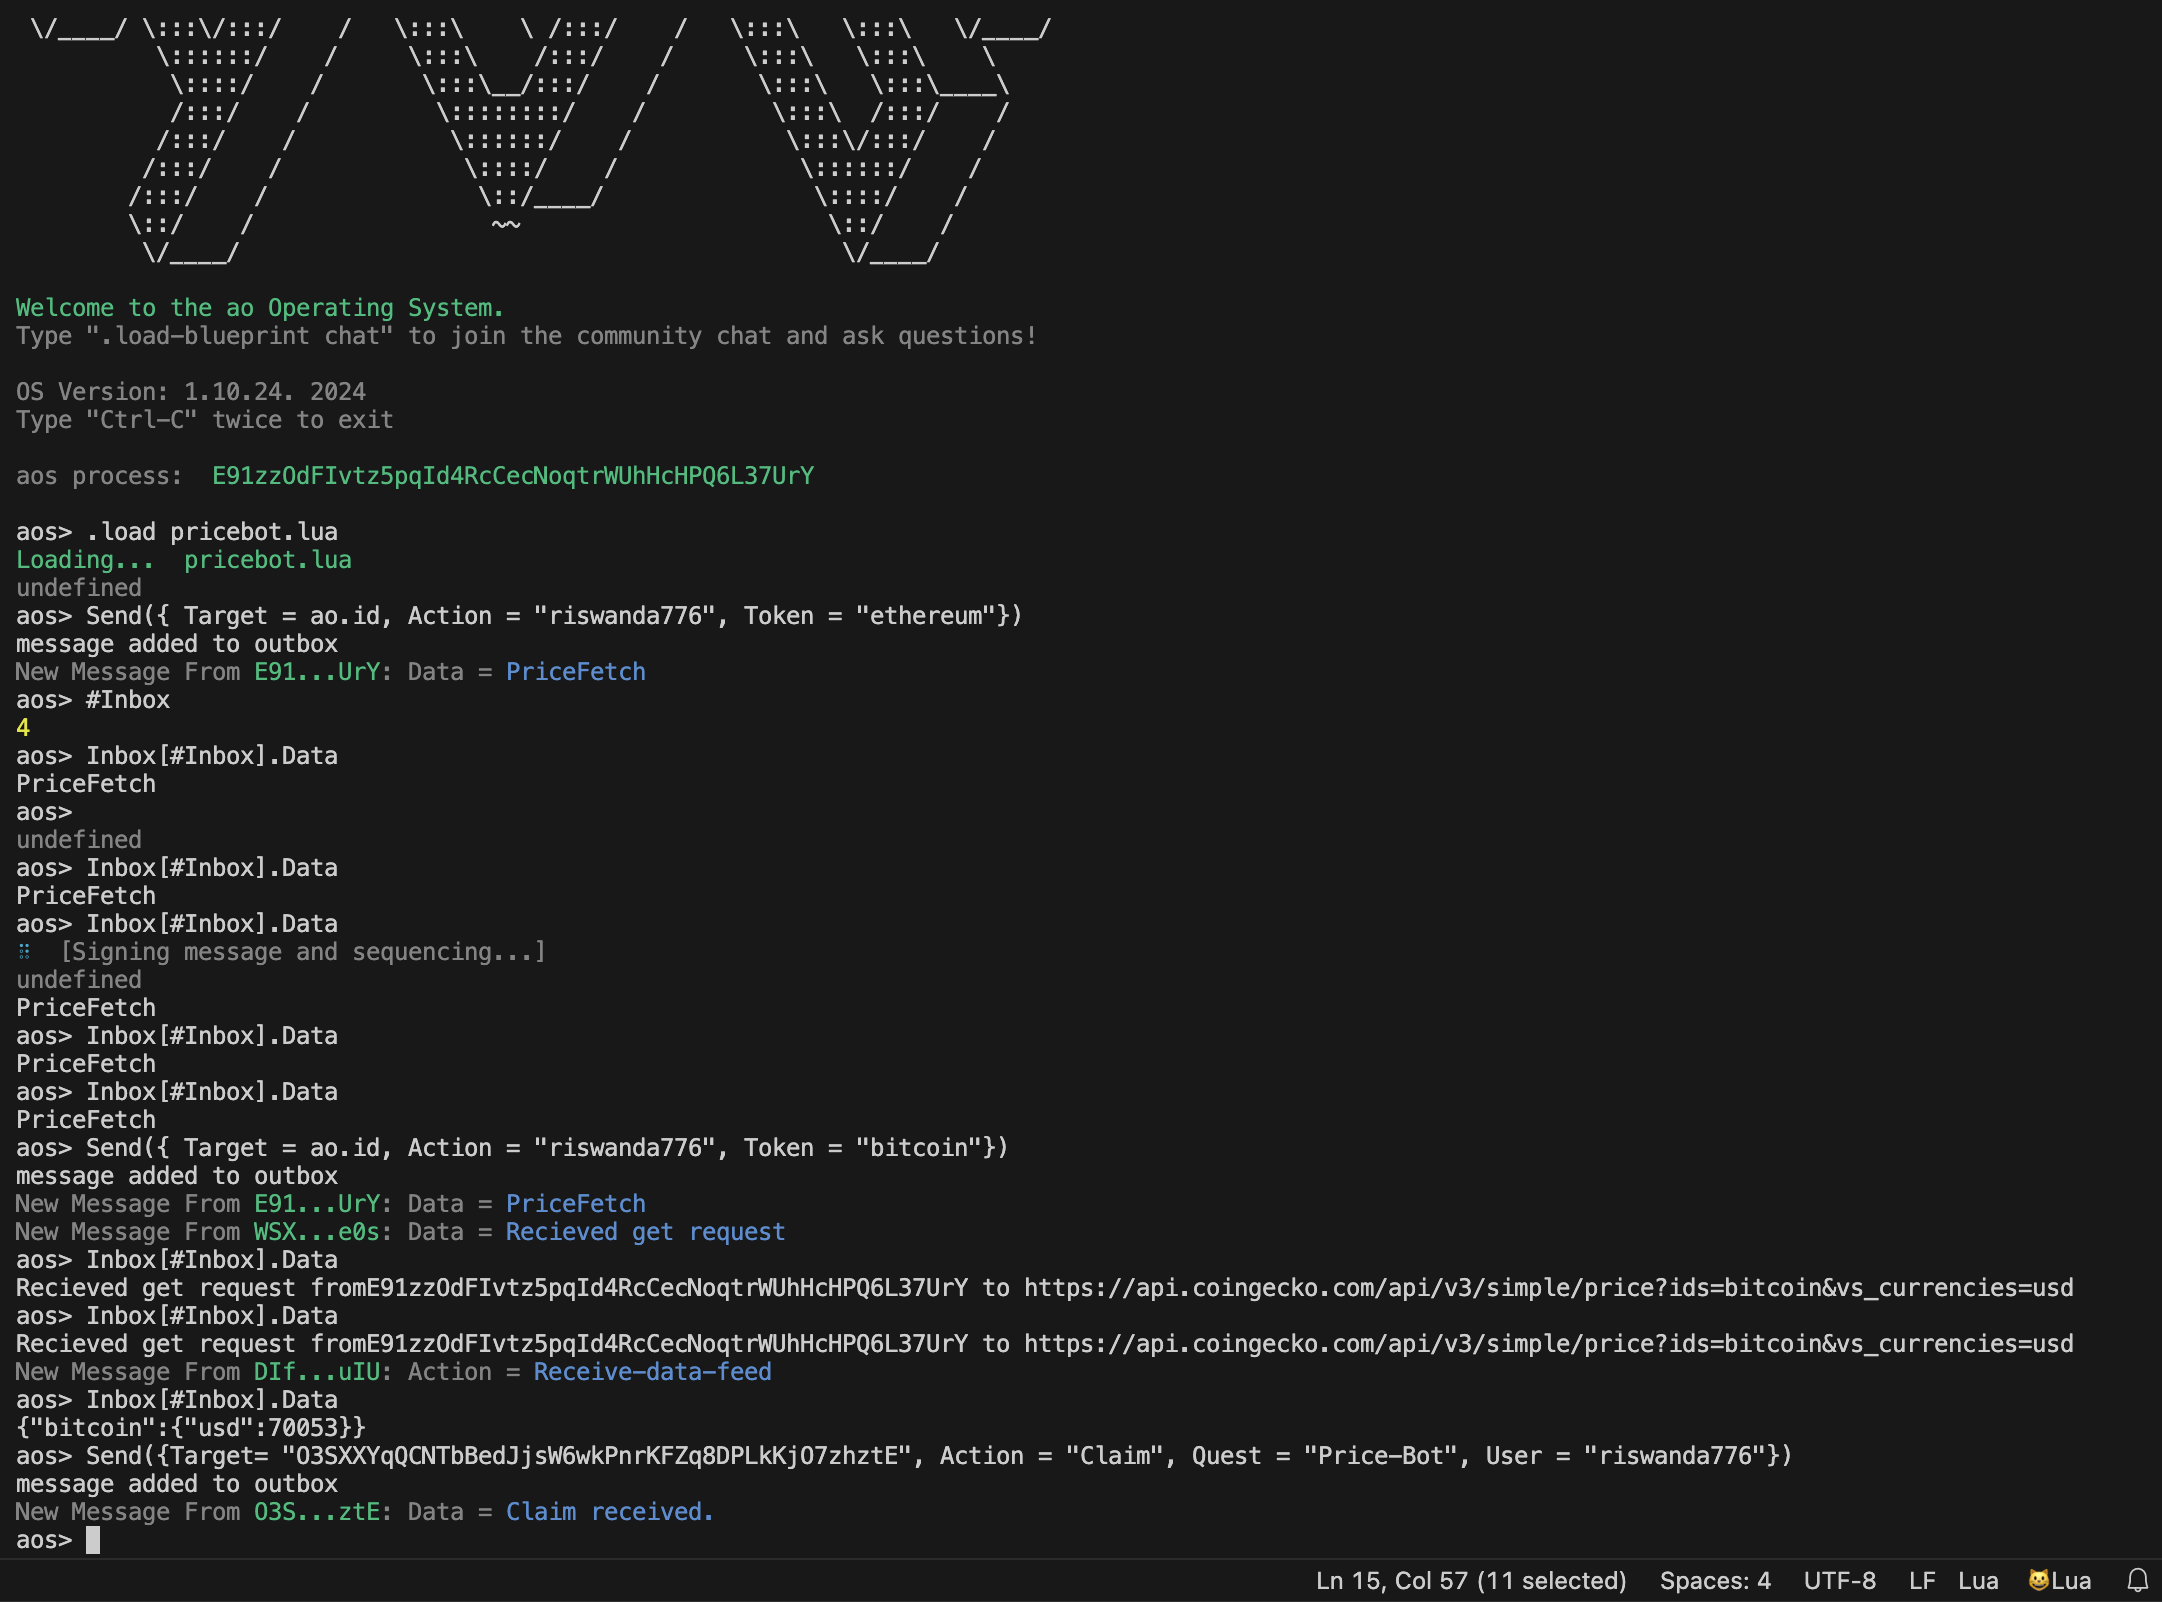 \/____/ \:::\/:::/    /   \:::\    \ /:::/    /   \:::\   \:::\   \/____/
          \::::::/    /     \:::\    /:::/    /     \:::\   \:::\    \
           \::::/    /       \:::\__/:::/    /       \:::\   \:::\____\
           /:::/    /        \::::::::/    /         \:::\  /:::/    /
          /:::/    /          \::::::/    /           \:::\/:::/    /
         /:::/    /            \::::/    /             \::::::/    /
        /:::/    /              \::/____/               \::::/    /
        \::/    /                ~~                      \::/    /
         \/____/                                          \/____/
Welcome to the ao Operating System.
Type ".load-blueprint chat" to join the community chat and ask questions!
OS Version: 1.10.24. 2024
Type "Ctrl-C" twice to exit
aos process:  E91zzOdFIvtz5pqId4RcCecNoqtrWUhHcHPQ6L37UrY
aos> .load pricebot.lua
Loading...  pricebot.lua
undefined
aos> Send({ Target = ao.id, Action = "riswanda776", Token = "ethereum"})
message added to outbox
New Message From E91...UrY: Data = PriceFetch
aos> #Inbox
4
aos> Inbox[#Inbox].Data
PriceFetch
aos>
undefined
aos> Inbox[#Inbox].Data
PriceFetch
aos> Inbox[#Inbox].Data
⠿  [Signing message and sequencing...]
undefined
PriceFetch
aos> Inbox[#Inbox].Data
PriceFetch
aos> Inbox[#Inbox].Data
PriceFetch
aos> Send({ Target = ao.id, Action = "riswanda776", Token = "bitcoin"})
message added to outbox
New Message From E91...UrY: Data = PriceFetch
New Message From WSX...e0s: Data = Recieved get request
aos> Inbox[#Inbox].Data
Recieved get request fromE91zzOdFIvtz5pqId4RcCecNoqtrWUhHcHPQ6L37UrY to https://api.coingecko.com/api/v3/simple/price?ids=bitcoin&vs_currencies=usd
aos> Inbox[#Inbox].Data
Recieved get request fromE91zzOdFIvtz5pqId4RcCecNoqtrWUhHcHPQ6L37UrY to https://api.coingecko.com/api/v3/simple/price?ids=bitcoin&vs_currencies=usd
New Message From DIf...uIU: Action = Receive-data-feed
aos> Inbox[#Inbox].Data
{"bitcoin":{"usd":70053}}
aos> Send({Target= "O3SXXYqQCNTbBedJjsW6wkPnrKFZq8DPLkKjO7zhztE", Action = "Claim", Quest = "Price-Bot", User = "riswanda776"})
message added to outbox
New Message From O3S...ztE: Data = Claim received.
aos>
Ln 15, Col 57 (11 selected) Spaces: 4 UTF-8 LF Lua 😺Lua